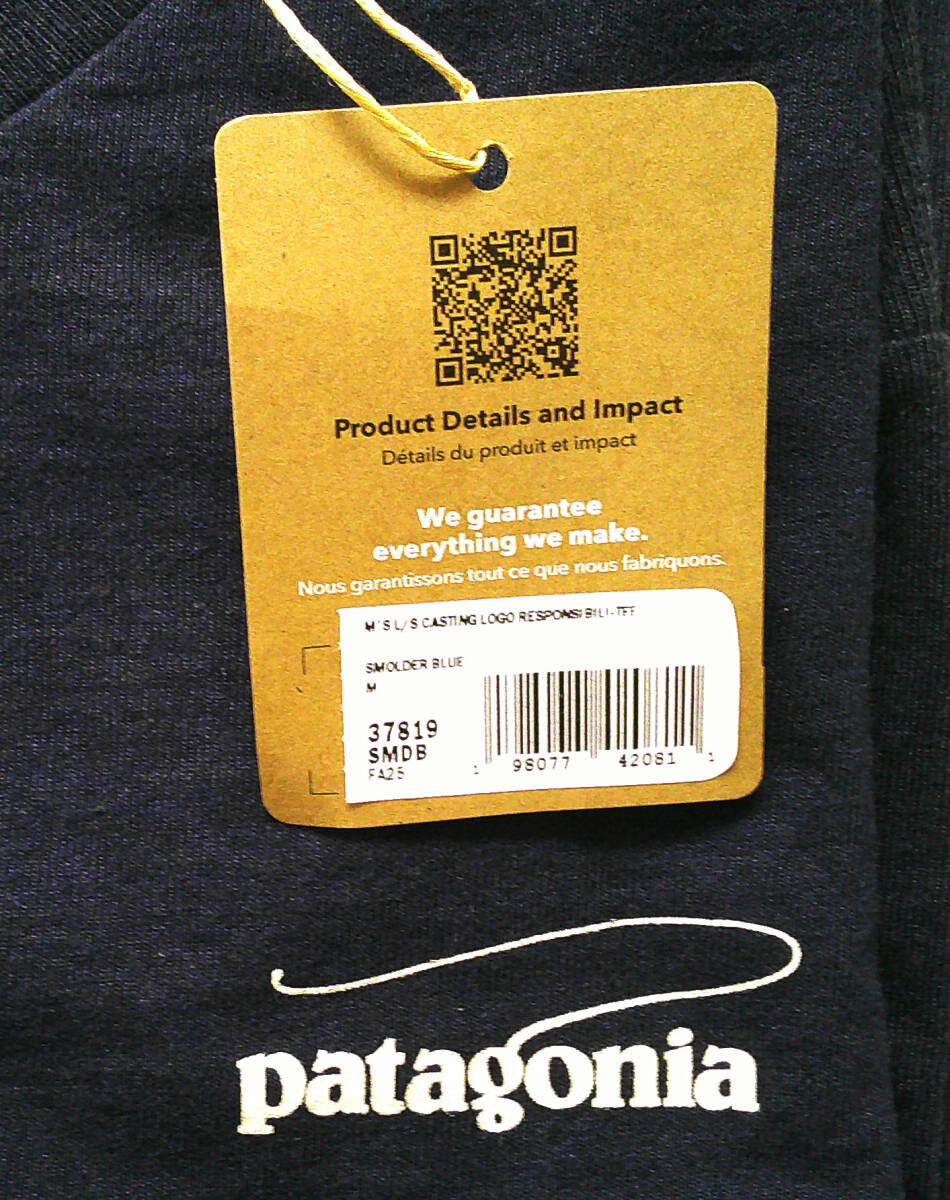 Product Details and Impact
Détails du produit et impact
We guarantee
everything we make.
Nous garantissons tout ce que nous fabriquons.
M'S L/S CASTING LOGO RESPONSIBILI-TEE
SMOLDER BLUE
M
37819
SMDB
FA25
1 98077 42081 1
patagonia